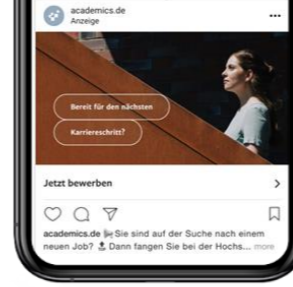 academics.de
Anzeige
Bereit für den nächsten
Karriereschritt?
Jetzt bewerben
academics.de Sie sind auf der Suche nach einem
neuen Job? Dann fangen Sie bei der Hochs... more